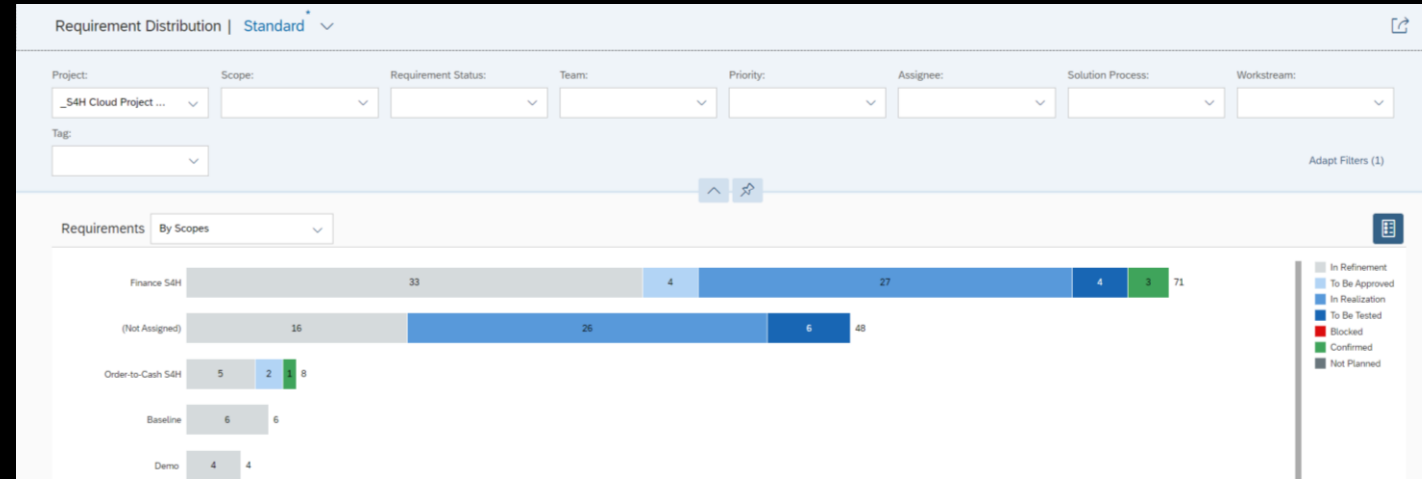 Requirement Distribution | Standard
Project: Scope: Requirement Status: Team: Priority: Assignee: Solution Process: Workstream:
_S4H Cloud Project ...
Tag:
Adapt Filters (1)
Requirements By Scopes
Finance S4H 33 4 27 4 3 71
(Not Assigned) 16 26 6 48
Order-to-Cash S4H 5 2 1 8
Baseline 6 6
Demo 4 4
In Refinement
To Be Approved
In Realization
To Be Tested
Blocked
Confirmed
Not Planned